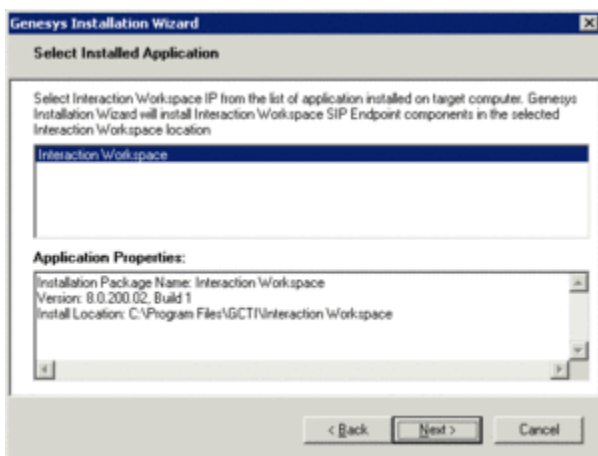 Genesys Installation Wizard
Select Installed Application
Select Interaction Workspace IP from the list of application installed on target computer. Genesys
Installation Wizard will install Interaction Workspace SIP Endpoint components in the selected
Interaction Workspace location
Interaction Workspace
Application Properties:
Installation Package Name: Interaction Workspace
Version: 8.0.200.02, Build 1
Install Location: C:\Program Files\GCTI\Interaction Workspace
< Back Next > Cancel